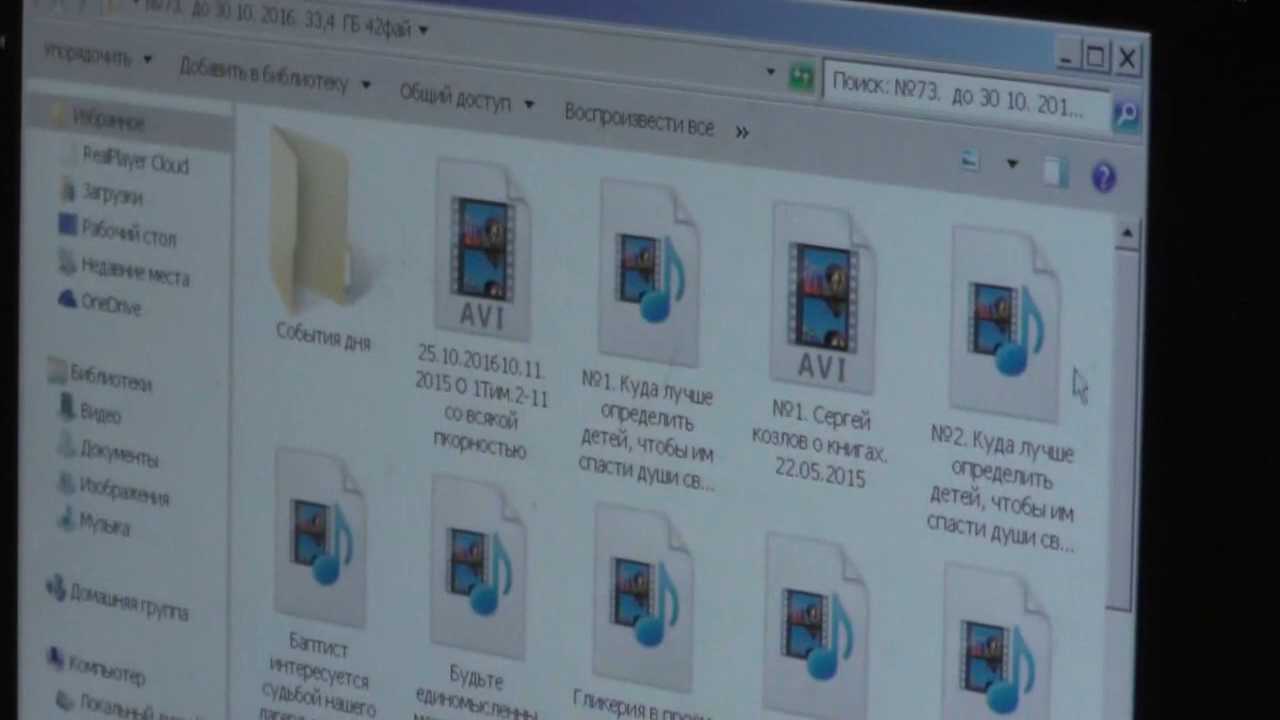 №73. до 30 10. 2016. 33,4 ГБ 42фай
Поиск: №73. до 30 10. 201...
Упорядочить
Добавить в библиотеку
Общий доступ
Воспроизвести все
»
Избранное
RealPlayer Cloud
Загрузки
Рабочий стол
Недавние места
OneDrive
Библиотеки
Видео
Документы
Изображения
Музыка
Домашняя группа
Компьютер
Локальный
События дня
AVI
25.10.201610.11.
2015 О 1Тим.2-11
со всякой
пкорностью
№1. Куда лучше
определить
детей, чтобы им
спасти души св...
AVI
№1. Сергей
козлов о книгах.
22.05.2015
№2. Куда лучше
определить
детей, чтобы им
спасти души св...
Баптист
интересуется
судьбой нашего
Будьте
единомысленны
Гликерия в